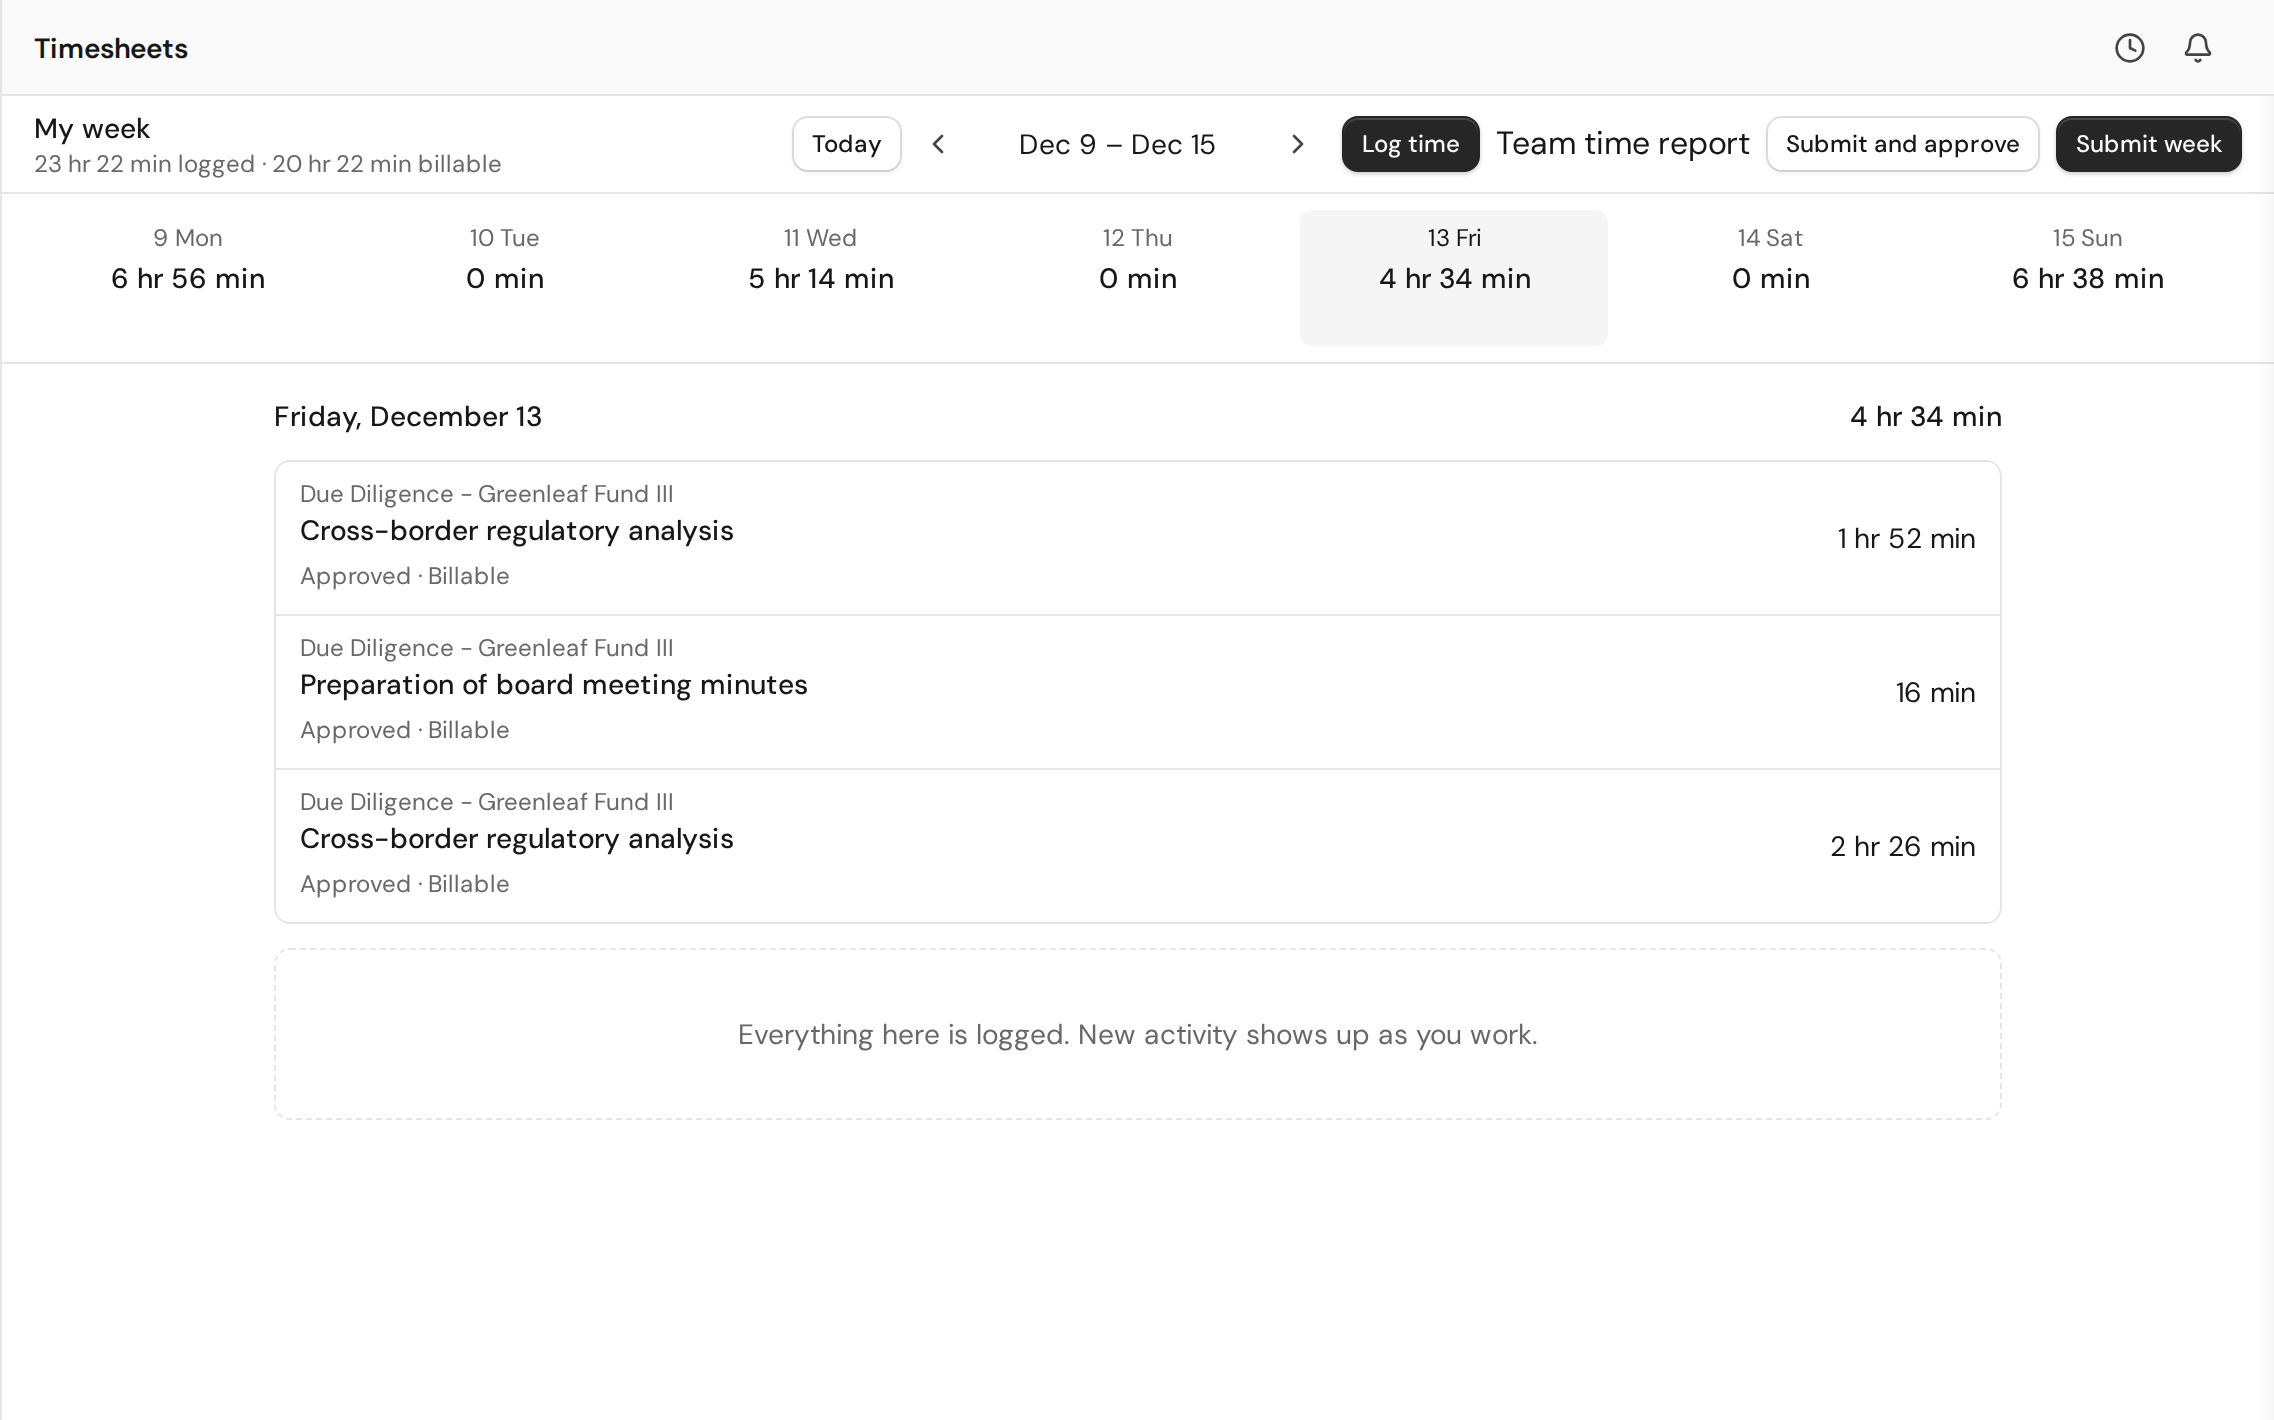 Timesheets
My week
23 hr 22 min logged · 20 hr 22 min billable
Today
Dec 9 – Dec 15
Log time
Team time report
Submit and approve
Submit week
9 Mon
6 hr 56 min
10 Tue
0 min
11 Wed
5 hr 14 min
12 Thu
0 min
13 Fri
4 hr 34 min
14 Sat
0 min
15 Sun
6 hr 38 min
Friday, December 13
4 hr 34 min
Due Diligence - Greenleaf Fund III
Cross-border regulatory analysis
Approved · Billable
1 hr 52 min
Due Diligence - Greenleaf Fund III
Preparation of board meeting minutes
Approved · Billable
16 min
Due Diligence - Greenleaf Fund III
Cross-border regulatory analysis
Approved · Billable
2 hr 26 min
Everything here is logged. New activity shows up as you work.